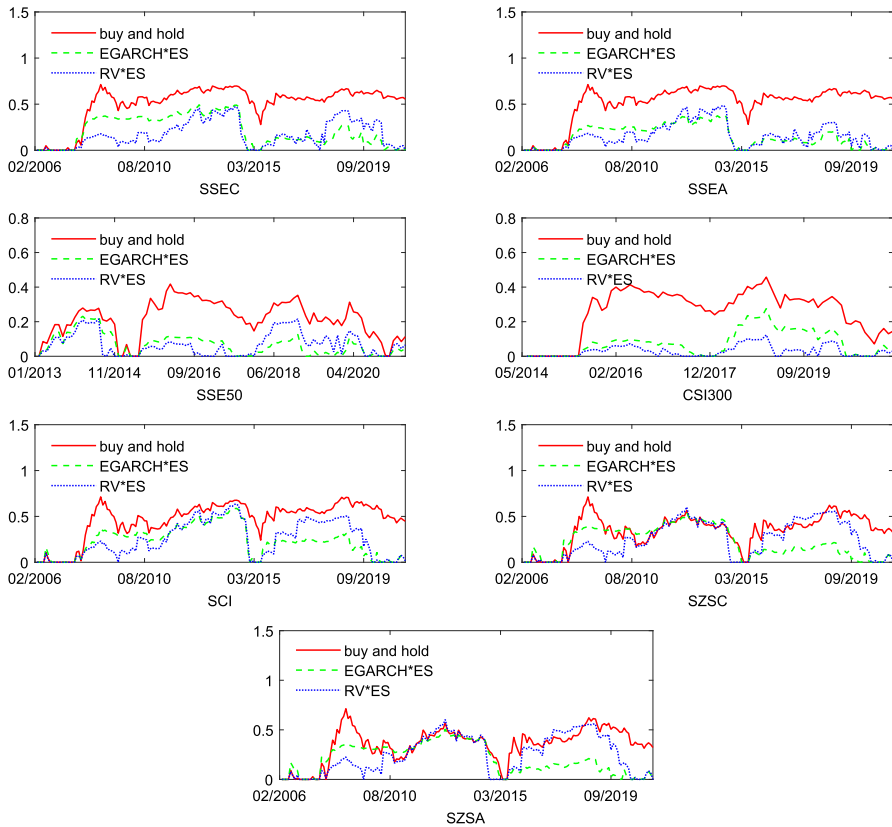 1.5
buy and hold
1
EGARCH*ES
RV*ES
0.5
0
02/2006 08/2010 03/2015 09/2019
SSEC
1.5
buy and hold
1
EGARCH*ES
RV*ES
0.5
0
02/2006 08/2010 03/2015 09/2019
SSEA
0.8
buy and hold
0.6
EGARCH*ES
RV*ES
0.4
0.2
0
01/2013 11/2014 09/2016 06/2018 04/2020
SSE50
0.8
buy and hold
0.6
EGARCH*ES
RV*ES
0.4
0.2
0
05/2014 02/2016 12/2017 09/2019
CSI300
1.5
buy and hold
1
EGARCH*ES
RV*ES
0.5
0
02/2006 08/2010 03/2015 09/2019
SCI
1.5
buy and hold
1
EGARCH*ES
RV*ES
0.5
0
02/2006 08/2010 03/2015 09/2019
SZSC
1.5
buy and hold
1
EGARCH*ES
RV*ES
0.5
0
02/2006 08/2010 03/2015 09/2019
SZSA